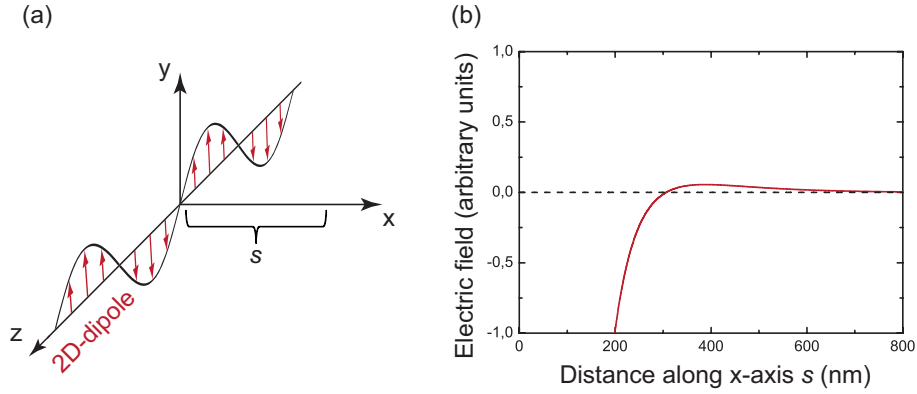 (a)
y
x
s
z
2D-dipole
(b)
Electric field (arbitrary units)
1,0
0,5
0,0
-0,5
-1,0
0
200
400
600
800
Distance along x-axis s (nm)